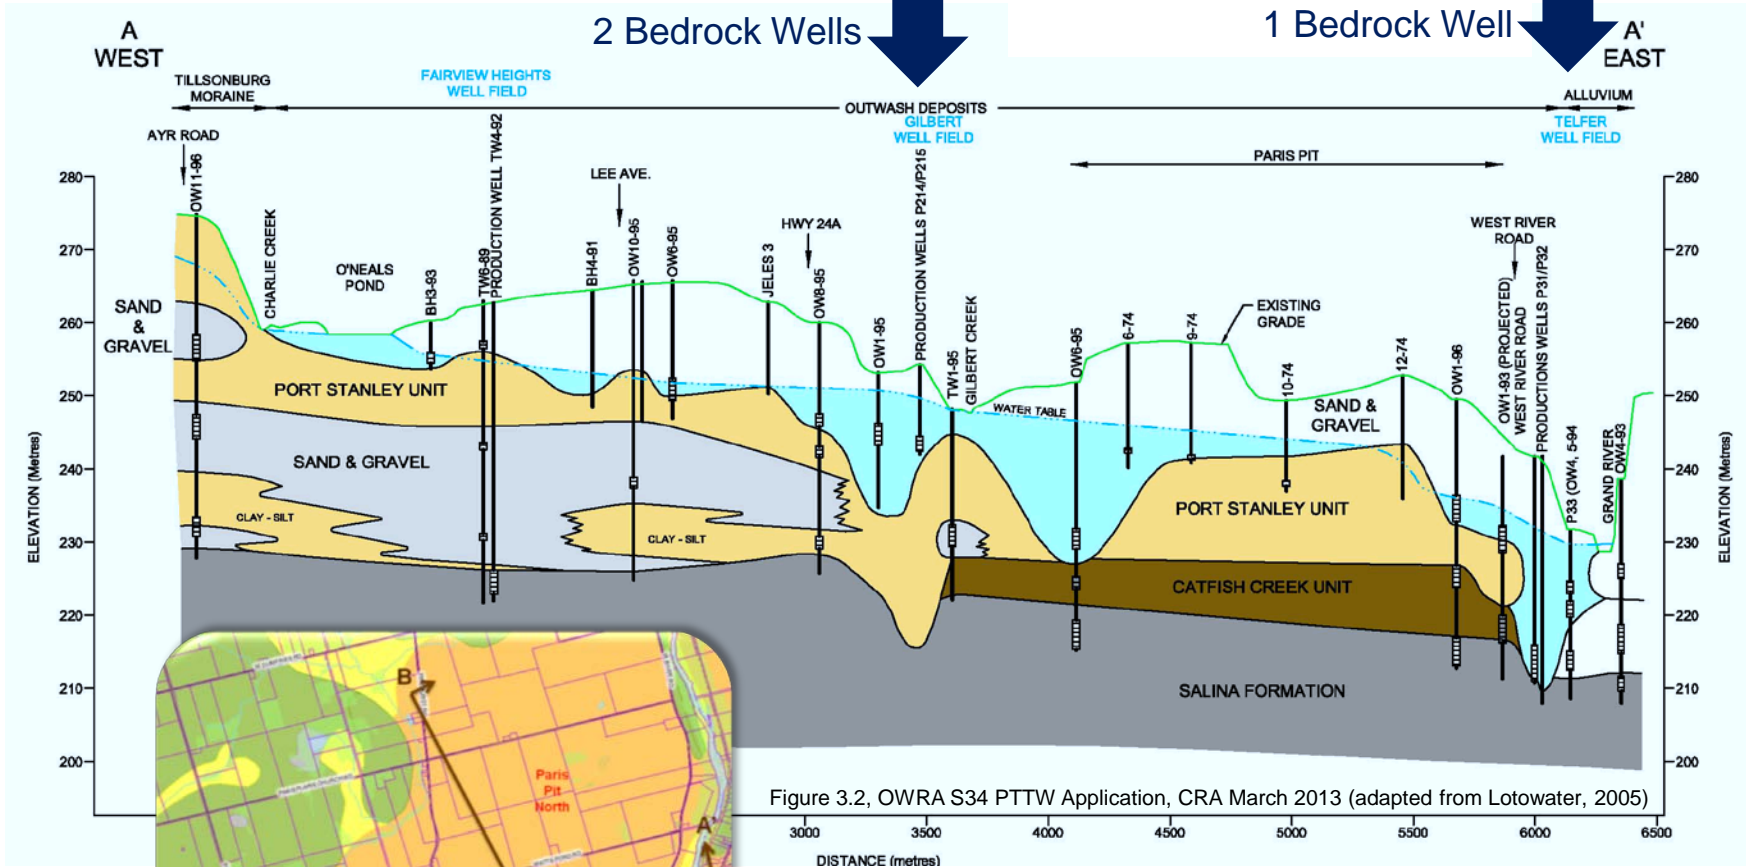 2 Bedrock Wells
1 Bedrock Well
A
WEST
A'
EAST
TILLSONBURG
MORAINE
FAIRVIEW HEIGHTS
WELL FIELD
OUTWASH DEPOSITS
GILBERT
WELL FIELD
ALLUVIUM
TELFER
WELL FIELD
AYR ROAD
LEE AVE.
HWY 24A
PARIS PIT
WEST RIVER
ROAD
280
270
260
250
240
230
220
210
200
ELEVATION (Metres)
OW11-96
CHARLIE CREEK
O'NEALS
POND
BH3-93
TW6-89
PRODUCTION WELL TW4-92
BH4-91
OW10-95
OW6-95
JELES 3
OW8-95
OW1-95
PRODUCTION WELLS P214/P215
TW1-95
GILBERT CREEK
OW6-95
6-74
9-74
EXISTING
GRADE
10-74
12-74
OW1-96
OW1-93 (PROJECTED)
WEST RIVER ROAD
PRODUCTIONS WELLS P31/P32
P33 (OW4, 5-94)
GRAND RIVER
OW4-93
SAND
&
GRAVEL
PORT STANLEY UNIT
SAND & GRAVEL
CLAY - SILT
CLAY - SILT
WATER TABLE
SAND &
GRAVEL
PORT STANLEY UNIT
CATFISH CREEK UNIT
SALINA FORMATION
280
270
260
250
240
230
220
210
200
ELEVATION (Metres)
B
Paris
Pit
North
A'
Figure 3.2, OWRA S34 PTTW Application, CRA March 2013 (adapted from Lotowater, 2005)
3000
3500
4000
4500
5000
5500
6000
6500
DISTANCE (metres)